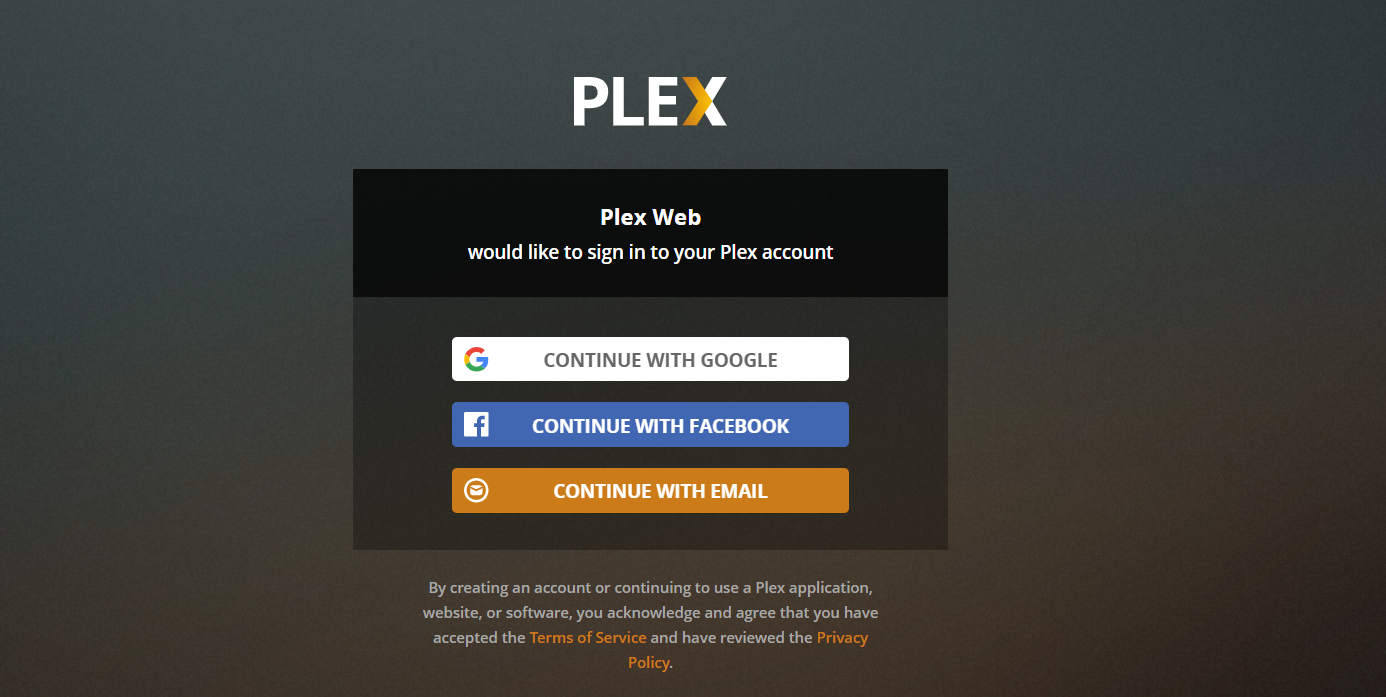 PLEX
Plex Web
would like to sign in to your Plex account
CONTINUE WITH GOOGLE
CONTINUE WITH FACEBOOK
CONTINUE WITH EMAIL
By creating an account or continuing to use a Plex application,
website, or software, you acknowledge and agree that you have
accepted the Terms of Service and have reviewed the Privacy
Policy.